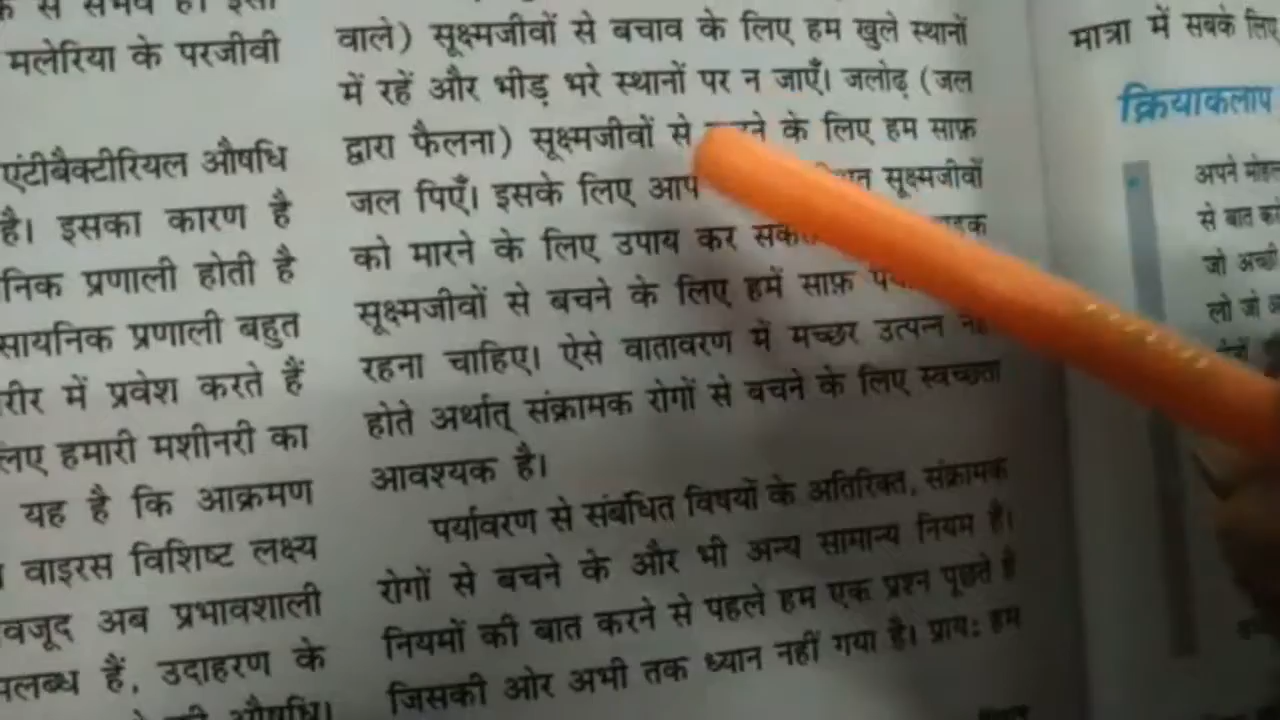 मलेरिया के परजीवी
एंटीबैक्टीरियल औषधि
है। इसका कारण है
निक प्रणाली होती है
सायनिक प्रणाली बहुत
रीर में प्रवेश करते हैं
लिए हमारी मशीनरी का
यह है कि आक्रमण
वाइरस विशिष्ट लक्ष्य
वजूद अब प्रभावशाली
लब्ध हैं, उदाहरण के
औषधि।
वाले) सूक्ष्मजीवों से बचाव के लिए हम खुले स्थानों
में रहें और भीड़ भरे स्थानों पर न जाएँ। जलोढ़ (जल
द्वारा फैलना) सूक्ष्मजीवों से के लिए हम साफ़
जल पिएँ। इसके लिए आप सूक्ष्मजीवों
को मारने के लिए उपाय कर
सूक्ष्मजीवों से बचने के लिए हमें साफ़
रहना चाहिए। ऐसे वातावरण में मच्छर उत्पन्न
होते अर्थात् संक्रामक रोगों से बचने के लिए स्वच्छता
आवश्यक है।
पर्यावरण से संबंधित विषयों के अतिरिक्त, संक्रामक
रोगों से बचने के और भी अन्य सामान्य नियम हैं।
नियमों की बात करने से पहले हम एक प्रश्न पूछते हैं
जिसकी ओर अभी तक ध्यान नहीं गया है। प्राय: हम
मात्रा में सबके लिए
क्रियाकलाप
अपने
से बात
जो
लो जो